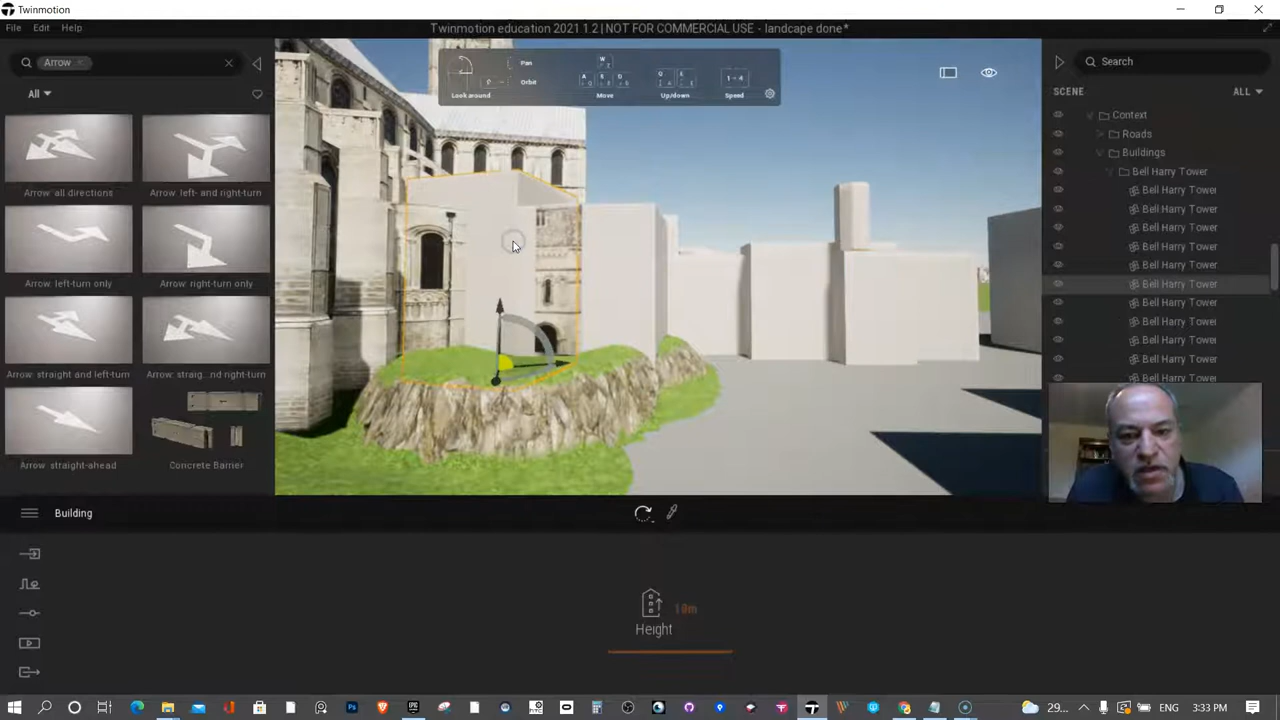 Twinmotion
File Edit Help
Twinmotion education 2021 1.2 | NOT FOR COMMERCIAL USE - landcape done*
Arrow
All
Arrow: all directions
Arrow: left- and right-turn
Arrow: left-turn only
Arrow: right-turn only
Arrow: straight and left-turn
Arrow: straig...nd right-turn
Arrow: straight-ahead
Concrete Barrier
Look around
Pan
Orbit
W
A S D
Move
Q E
Up/down
1 → 4
Speed
Search
SCENE
ALL
Context
Roads
Buildings
Bell Harry Tower
Bell Harry Tower
Bell Harry Tower
Bell Harry Tower
Bell Harry Tower
Bell Harry Tower
Bell Harry Tower
Bell Harry Tower
Bell Harry Tower
Bell Harry Tower
Bell Harry Tower
Bell Harry Tower
Building
10m
Height
29...
3:33 PM